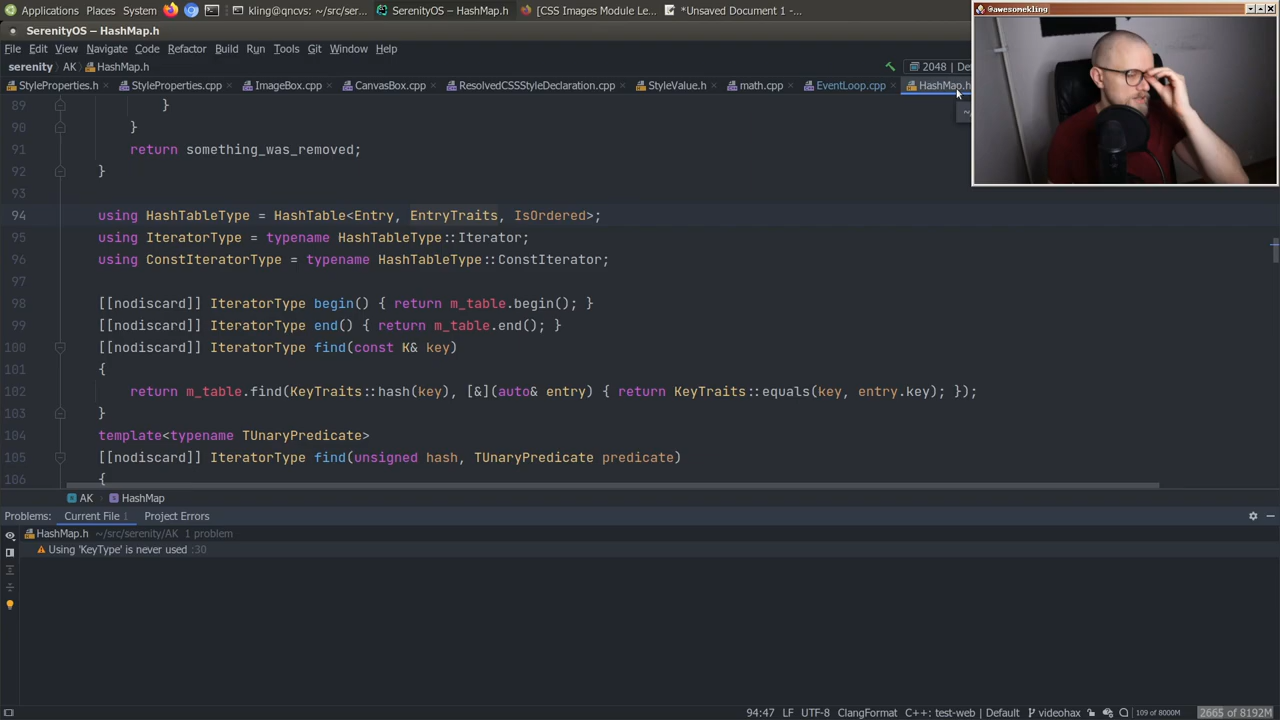 Applications Places System kling@qncvs: ~/src/ser... SerenityOS – HashMap.h [CSS Images Module Le... *Unsaved Document 1 -...
@awesomekling
SerenityOS – HashMap.h
File Edit View Navigate Code Refactor Build Run Tools Git Window Help
serenity AK HashMap.h 2048 | De
StyleProperties.h StyleProperties.cpp ImageBox.cpp CanvasBox.cpp ResolvedCSSStyleDeclaration.cpp StyleValue.h math.cpp EventLoop.cpp HashMap.h
89 }
90 }
91 return something_was_removed;
92 }
93
94 using HashTableType = HashTable<Entry, EntryTraits, IsOrdered>;
95 using IteratorType = typename HashTableType::Iterator;
96 using ConstIteratorType = typename HashTableType::ConstIterator;
97
98 [[nodiscard]] IteratorType begin() { return m_table.begin(); }
99 [[nodiscard]] IteratorType end() { return m_table.end(); }
100 [[nodiscard]] IteratorType find(const K& key)
101 {
102 return m_table.find(KeyTraits::hash(key), [&](auto& entry) { return KeyTraits::equals(key, entry.key); });
103 }
104 template<typename TUnaryPredicate>
105 [[nodiscard]] IteratorType find(unsigned hash, TUnaryPredicate predicate)
106 {
AK HashMap
Problems: Current File 1 Project Errors
HashMap.h ~/src/serenity/AK 1 problem
Using 'KeyType' is never used :30
94:47 LF UTF-8 ClangFormat C++: test-web | Default videohax 109 of 8000M 2665 of 8192M